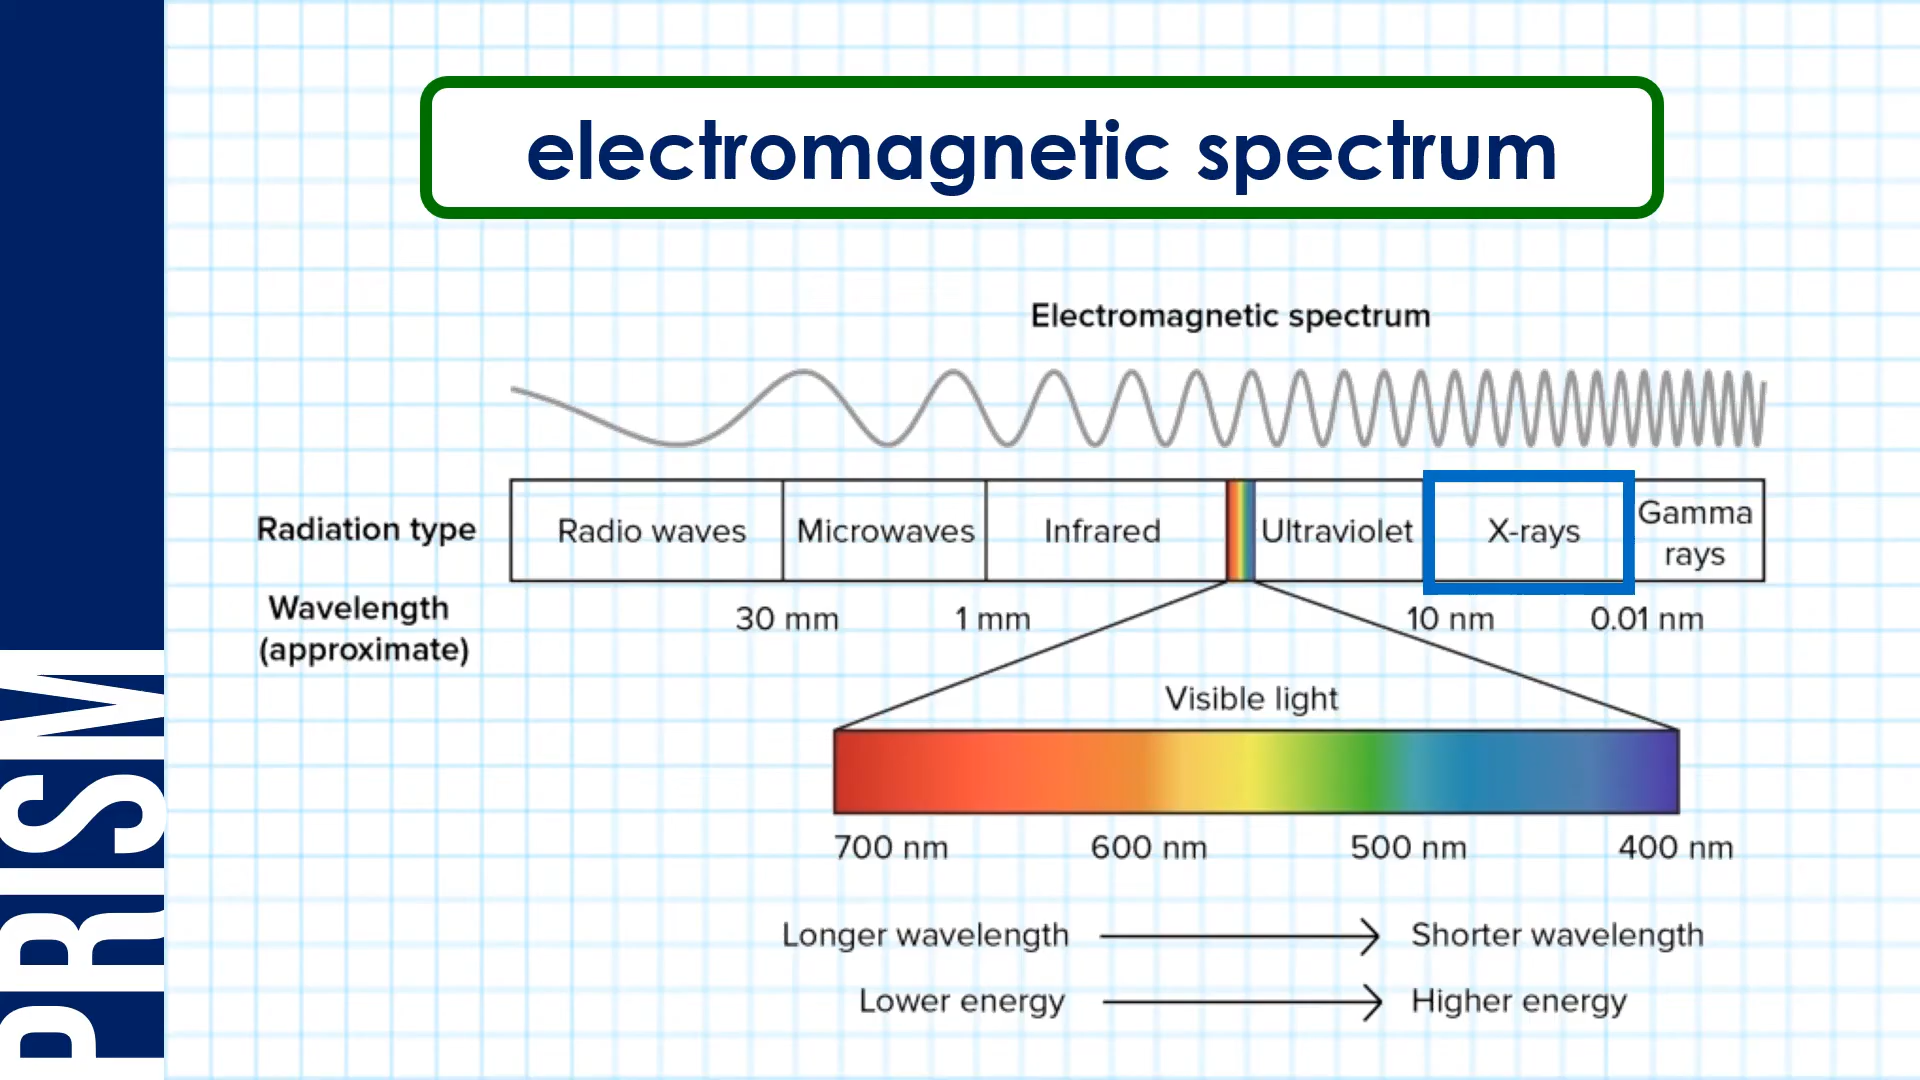 electromagnetic spectrum
Electromagnetic spectrum
Radiation type
Radio waves
Microwaves
Infrared
Ultraviolet
X-rays
Gamma
rays
Wavelength
(approximate)
30 mm
1 mm
10 nm
0.01 nm
Visible light
700 nm
600 nm
500 nm
400 nm
Longer wavelength
Shorter wavelength
Lower energy
Higher energy
PRISM